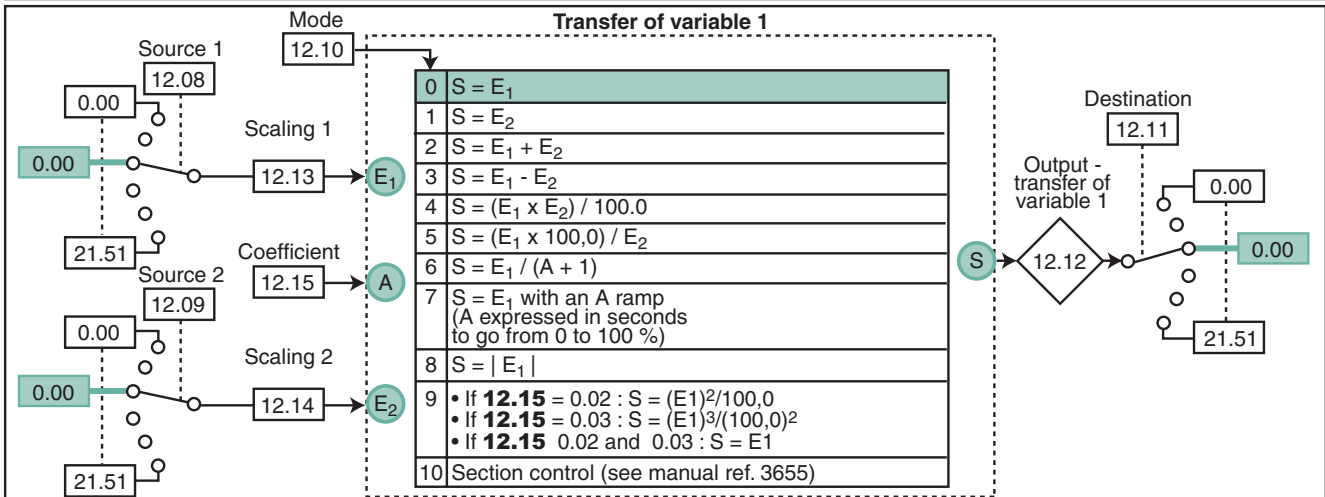 Transfer of variable 1
Mode
12.10
Source 1
12.08
0.00
0.00
21.51
Scaling 1
12.13
E1
Coefficient
12.15
A
Source 2
12.09
0.00
0.00
21.51
Scaling 2
12.14
E2
0 S = E1
1 S = E2
2 S = E1 + E2
3 S = E1 - E2
4 S = (E1 x E2) / 100.0
5 S = (E1 x 100,0) / E2
6 S = E1 / (A + 1)
7 S = E1 with an A ramp
(A expressed in seconds
to go from 0 to 100 %)
8 S = | E1 |
9 • If 12.15 = 0.02 : S = (E1)²/100,0
• If 12.15 = 0.03 : S = (E1)³/(100,0)²
• If 12.15 0.02 and 0.03 : S = E1
10 Section control (see manual ref. 3655)
S
Output -
transfer of
variable 1
12.12
Destination
12.11
0.00
0.00
21.51